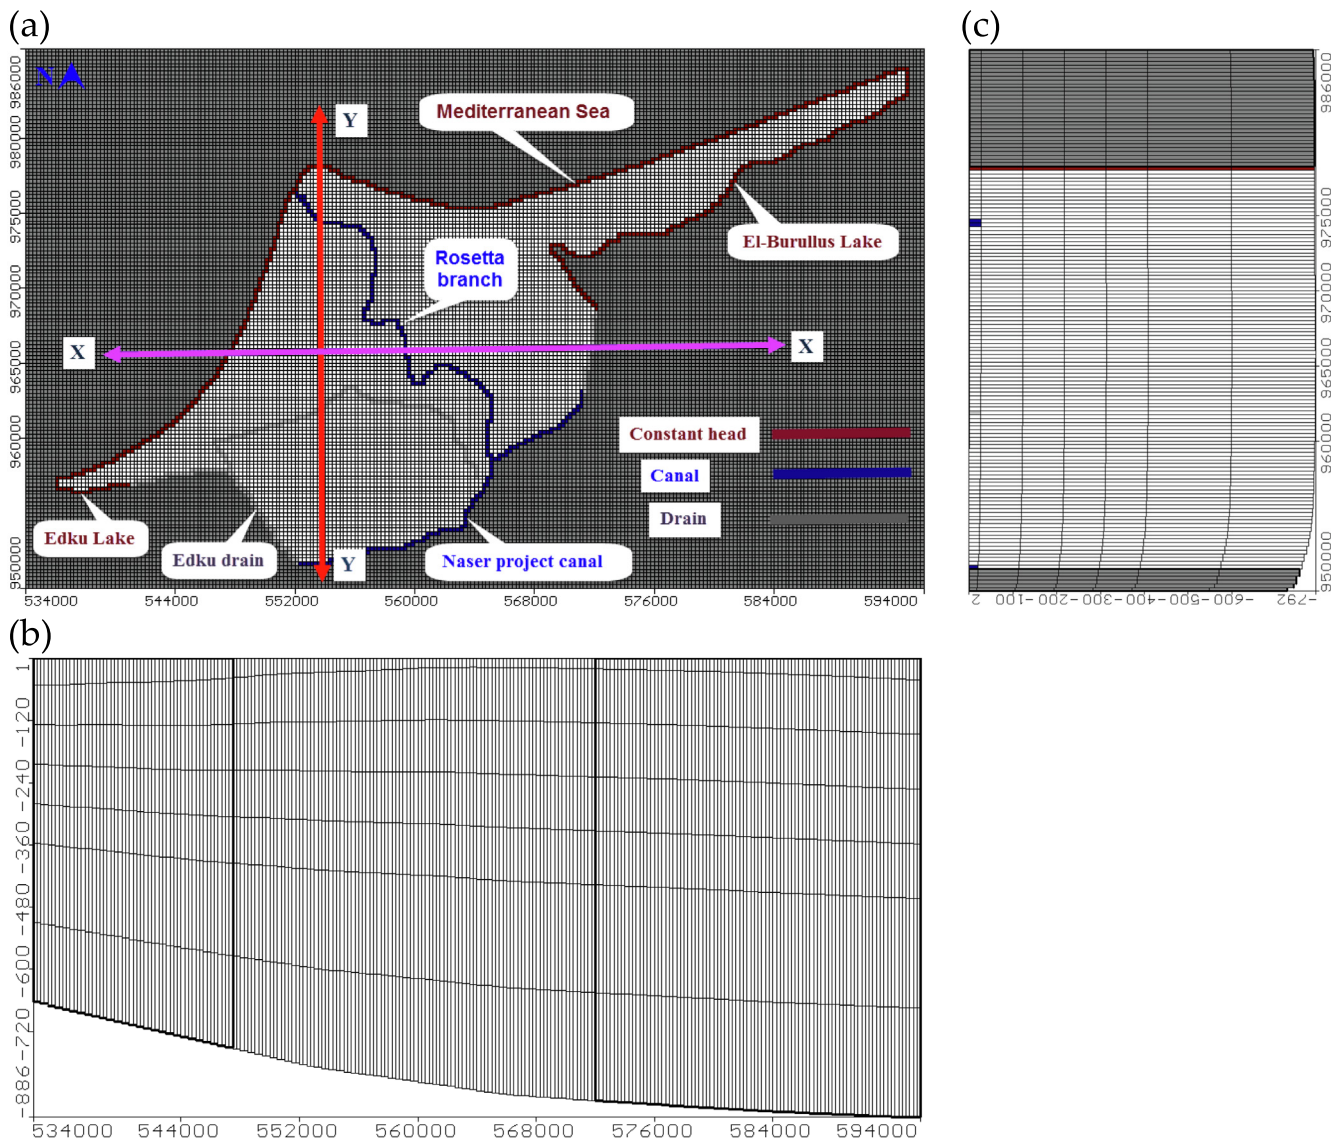 (a)
N
986000
980000
975000
970000
965000
960000
950000
Y
Mediterranean Sea
El-Burullus Lake
Rosetta
branch
X
X
Constant head
Canal
Drain
Edku Lake
Edku drain
Y
Naser project canal
534000 544000 552000 560000 568000 576000 584000 594000
(c)
986000
975000
970000
965000
960000
950000
2 -100 -200 -300 -400 -500 -600 -792
(b)
1
-120
-240
-360
-480
-600
-720
-886
534000 544000 552000 560000 568000 576000 584000 594000